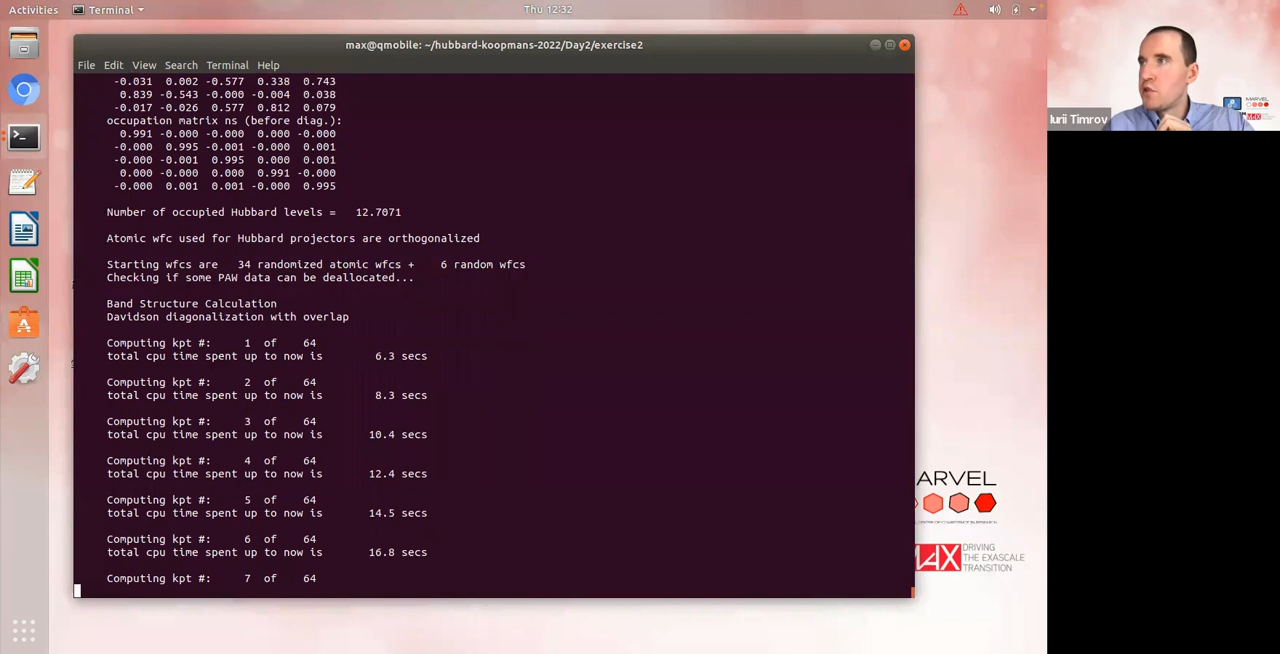 Activities Terminal Thu 12:32
max@qmobile: ~/hubbard-koopmans-2022/Day2/exercise2
File Edit View Search Terminal Help
-0.031 0.002 -0.577 0.338 0.743
0.839 -0.543 -0.000 -0.004 0.038
-0.017 -0.026 0.577 0.812 0.079
occupation matrix ns (before diag.):
0.991 -0.000 -0.000 0.000 -0.000
-0.000 0.995 -0.001 -0.000 0.001
-0.000 -0.001 0.995 0.000 0.001
0.000 -0.000 0.000 0.991 -0.000
-0.000 0.001 0.001 -0.000 0.995
Number of occupied Hubbard levels = 12.7071
Atomic wfc used for Hubbard projectors are orthogonalized
Starting wfcs are 34 randomized atomic wfcs + 6 random wfcs
Checking if some PAW data can be deallocated...
Band Structure Calculation
Davidson diagonalization with overlap
Computing kpt #: 1 of 64
total cpu time spent up to now is 6.3 secs
Computing kpt #: 2 of 64
total cpu time spent up to now is 8.3 secs
Computing kpt #: 3 of 64
total cpu time spent up to now is 10.4 secs
Computing kpt #: 4 of 64
total cpu time spent up to now is 12.4 secs
Computing kpt #: 5 of 64
total cpu time spent up to now is 14.5 secs
Computing kpt #: 6 of 64
total cpu time spent up to now is 16.8 secs
Computing kpt #: 7 of 64
Iurii Timrov
MARVEL
ARVEL
MAX DRIVING
THE EXASCALE
TRANSITION